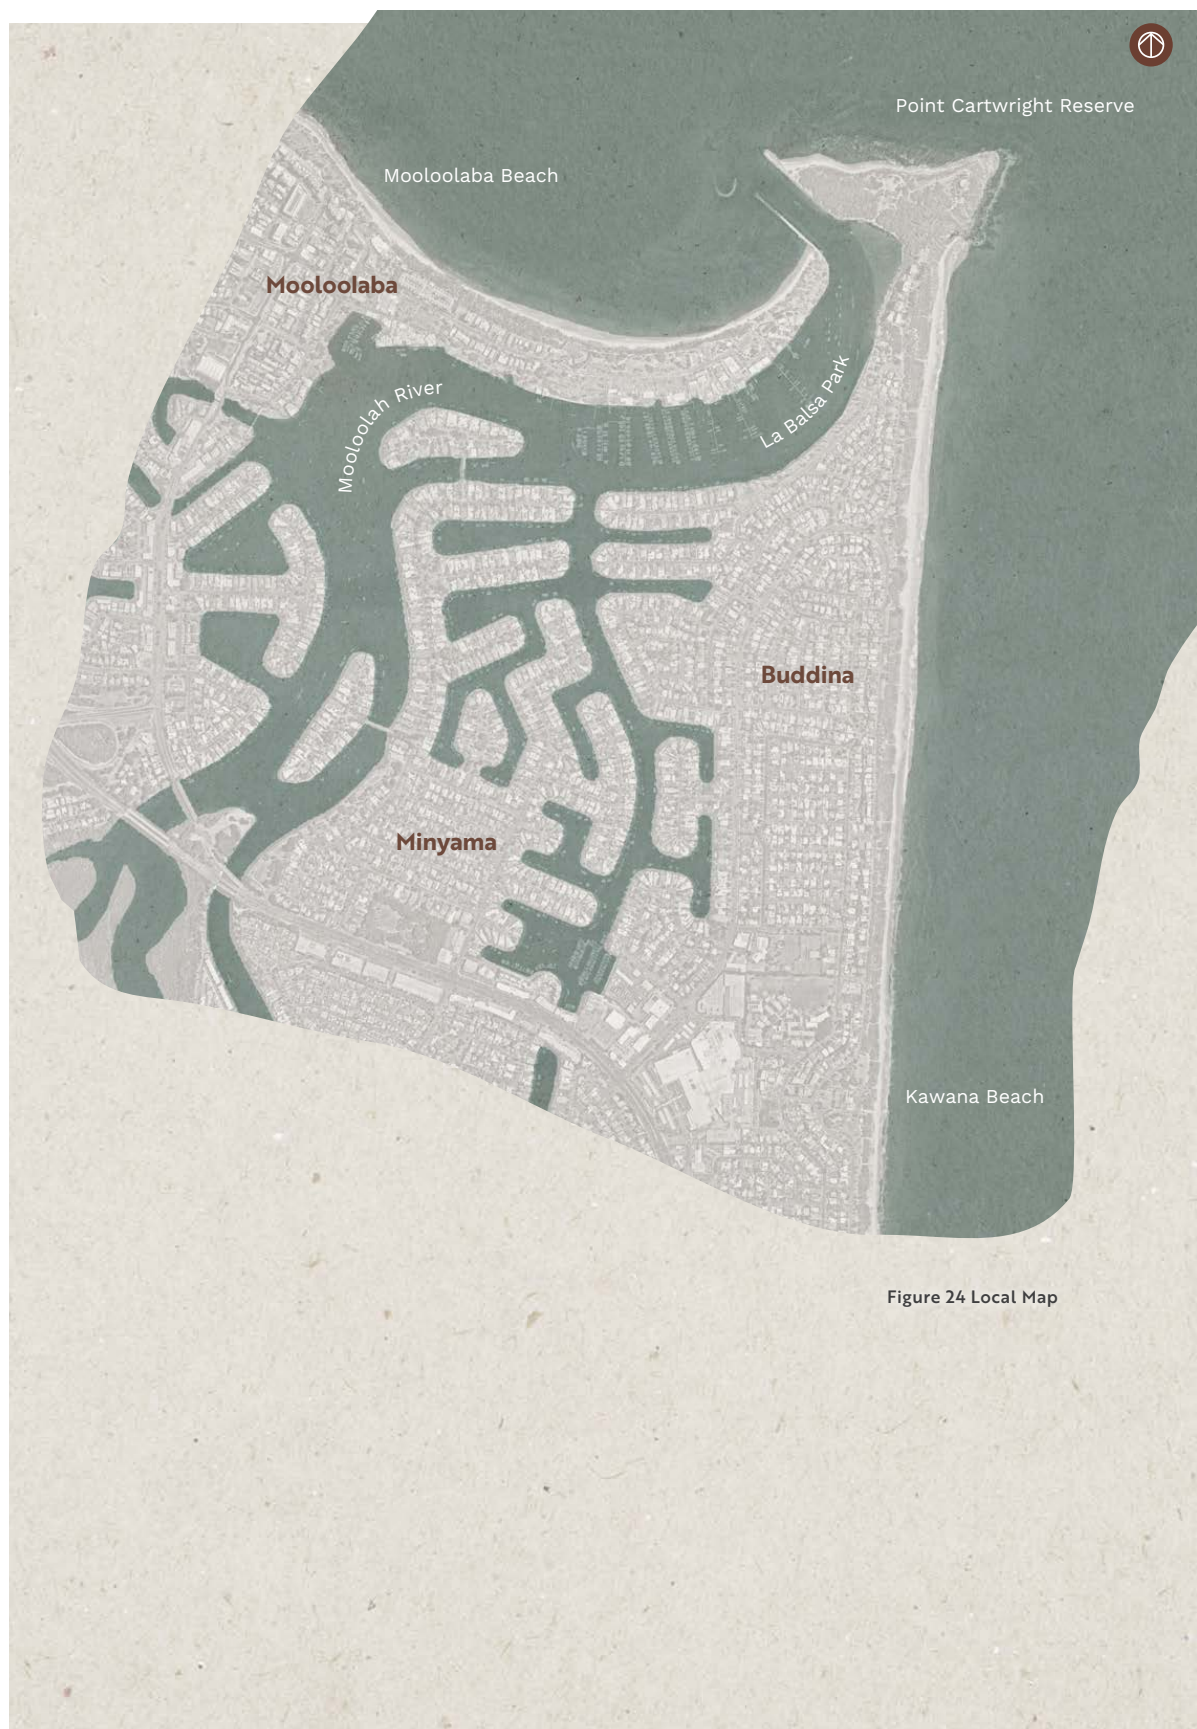 Point Cartwright Reserve
Mooloolaba Beach
Mooloolaba
La Balsa Park
Mooloolah River
Buddina
Minyama
Kawana Beach
Figure 24 Local Map